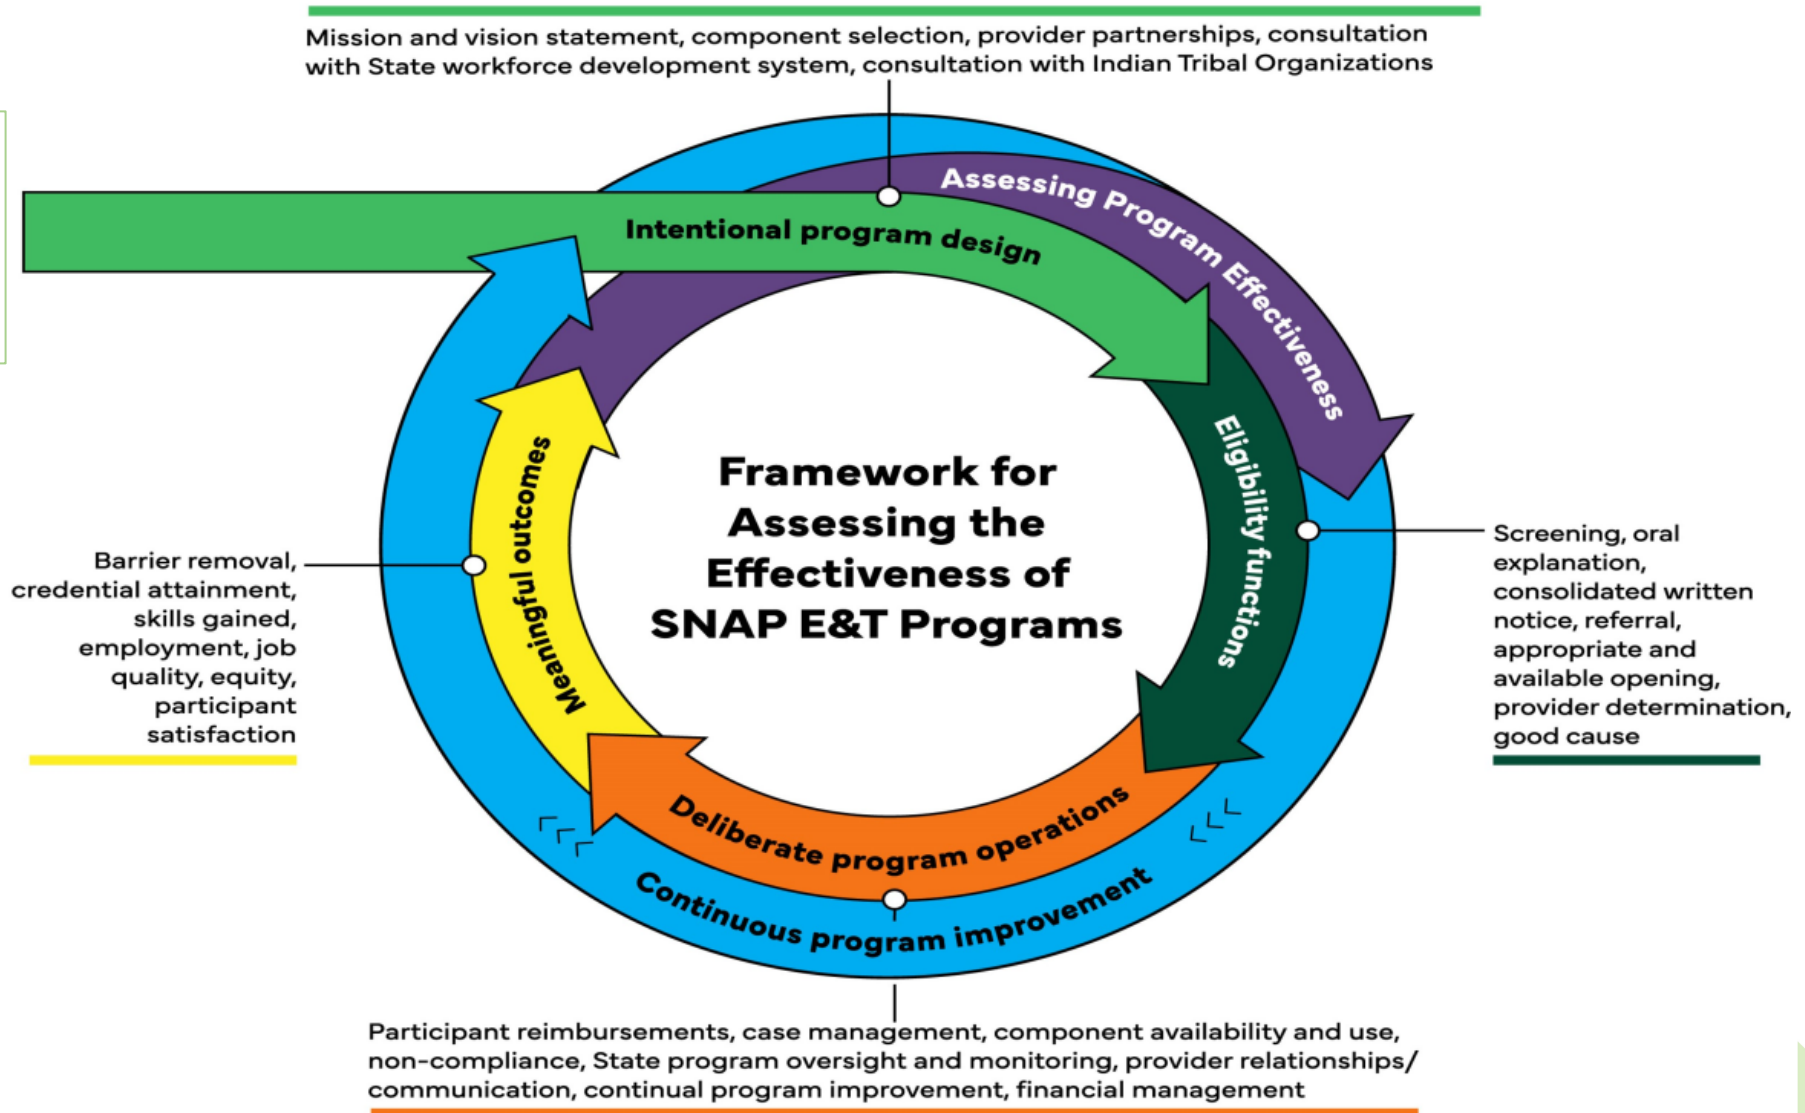 Mission and vision statement, component selection, provider partnerships, consultation
with State workforce development system, consultation with Indian Tribal Organizations
Assessing Program Effectiveness
Intentional program design
Eligibility functions
Meaningful outcomes
Framework for
Assessing the
Effectiveness of
SNAP E&T Programs
Screening, oral
explanation,
consolidated written
notice, referral,
appropriate and
available opening,
provider determination,
good cause
Barrier removal,
credential attainment,
skills gained,
employment, job
quality, equity,
participant
satisfaction
Deliberate program operations
Continuous program improvement
Participant reimbursements, case management, component availability and use,
non-compliance, State program oversight and monitoring, provider relationships/
communication, continual program improvement, financial management